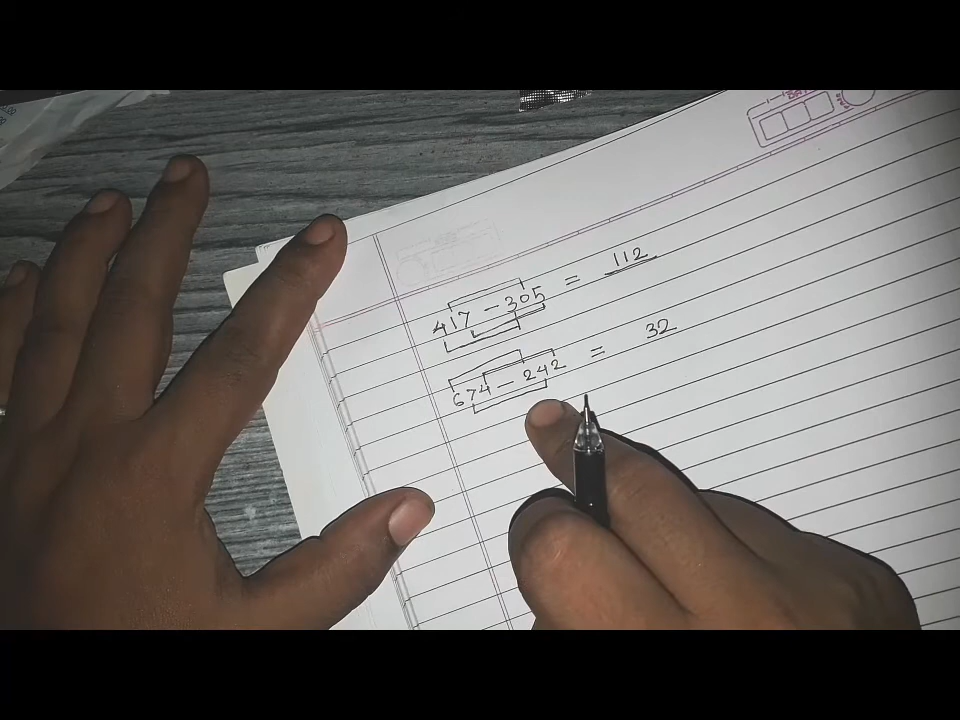 417 - 305 = 112
674 - 242 = 32